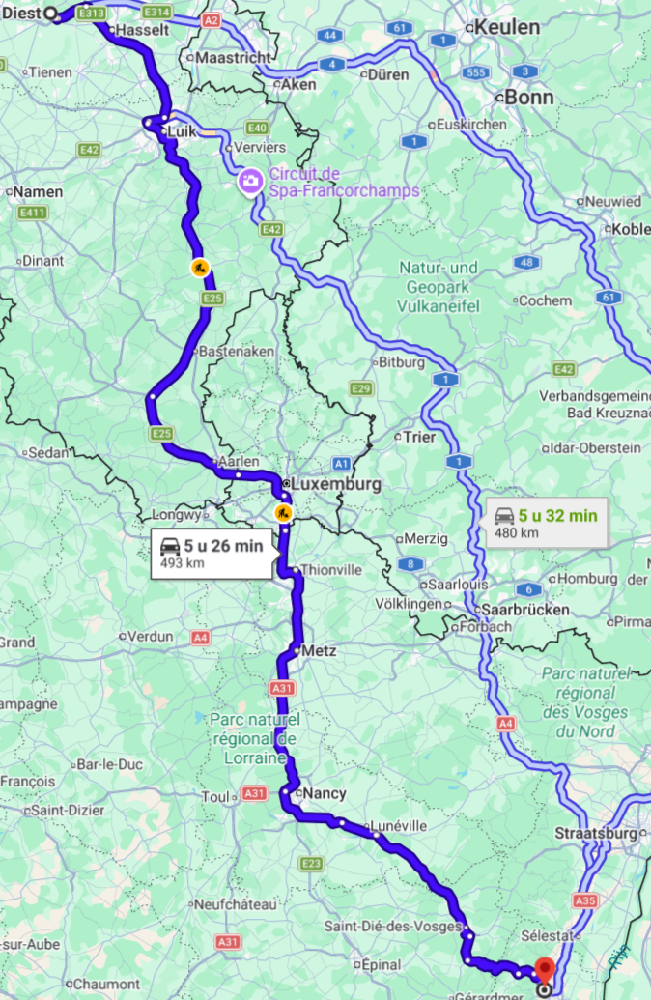 Diest
E313
E314
A2
Hasselt
44
61
1
Keulen
Maastricht
4
Düren
555
3
Tienen
Aken
Bonn
Luik
E40
Euskirchen
E42
Verviers
1
Circuit de
Spa-Francorchamps
Namen
Neuwied
E411
E42
Koble
Dinant
48
Natur- und
Geopark
Vulkaneifel
E25
Cochem
61
Bastenaken
Bitburg
E42
1
E29
Verbandsgemein
Bad Kreuzna
E25
Trier
Sedan
Aarlen
A1
1
Idar-Oberstein
Luxemburg
Longwy
5 u 32 min
480 km
5 u 26 min
493 km
Merzig
Thionville
8
Homburg
der
Saarlouis
6
Völklingen
Saarbrücken
Forbach
Pirma
Grand
Verdun
A4
Metz
Parc naturel
régional
des Vosges
du Nord
A31
ampagne
A4
Parc naturel
régional de
Lorraine
Bar-le-Duc
François
Toul
A31
Nancy
Saint-Dizier
Lunéville
Straatsburg
E23
Neufchâteau
A35
Saint-Dié-des-Vosges
Sélestat
-sur-Aube
A31
Épinal
Rijn
Chaumont
Gérardmer